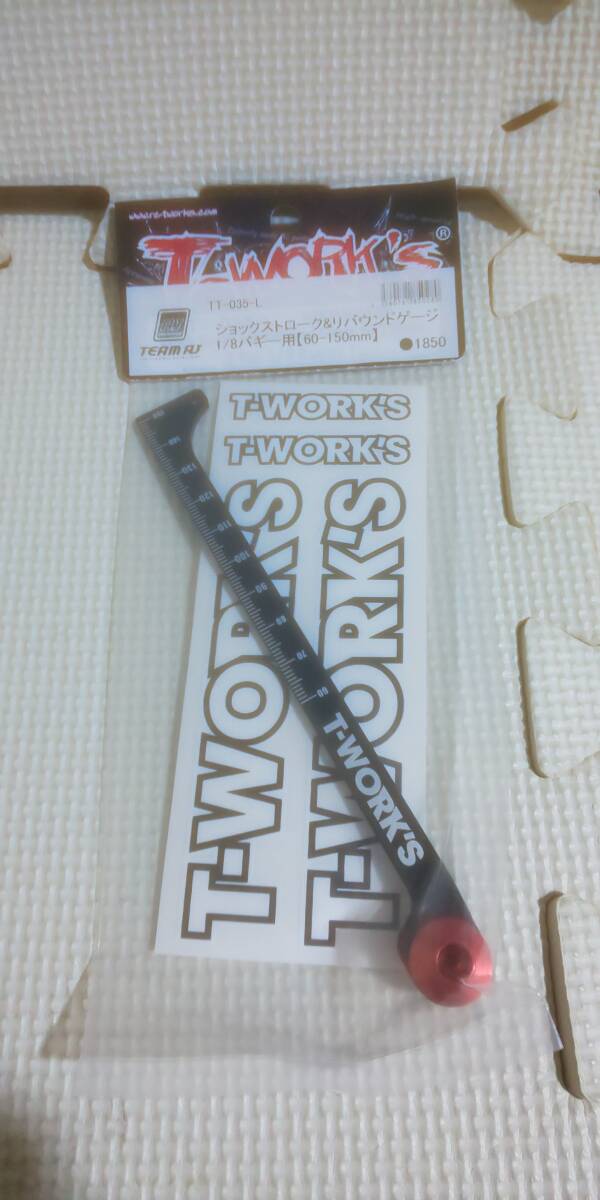 www.rc-tworks.com
T-WORK'S®
TT-035-L
ショックストローク&リバウンドゲージ
1/8バギー用【60-150mm】
●1850
TEAM RJ
T-WORK'S
T-WORK'S
T-WORK'S
T-WORK'S
150
140
130
120
110
100
90
80
70
60
T-WORK'S